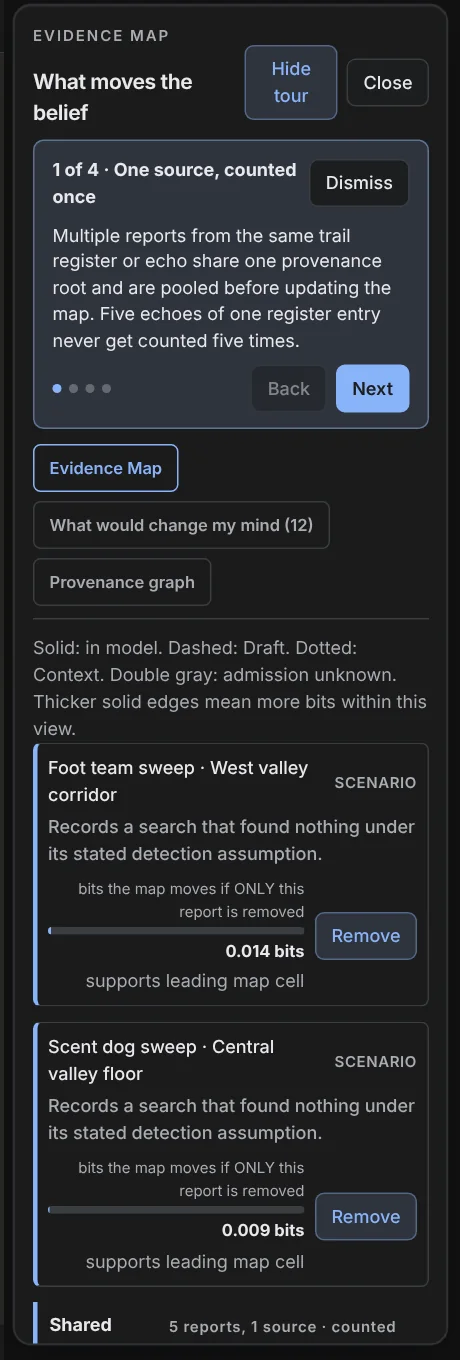 EVIDENCE MAP
What moves the
belief
Hide
tour
Close
1 of 4 · One source, counted
once
Dismiss
Multiple reports from the same trail
register or echo share one provenance
root and are pooled before updating the
map. Five echoes of one register entry
never get counted five times.
Back
Next
Evidence Map
What would change my mind (12)
Provenance graph
Solid: in model. Dashed: Draft. Dotted:
Context. Double gray: admission unknown.
Thicker solid edges mean more bits within this
view.
Foot team sweep · West valley
corridor
SCENARIO
Records a search that found nothing under
its stated detection assumption.
bits the map moves if ONLY this
report is removed
0.014 bits
Remove
supports leading map cell
Scent dog sweep · Central
valley floor
SCENARIO
Records a search that found nothing under
its stated detection assumption.
bits the map moves if ONLY this
report is removed
0.009 bits
Remove
supports leading map cell
Shared
5 reports, 1 source · counted